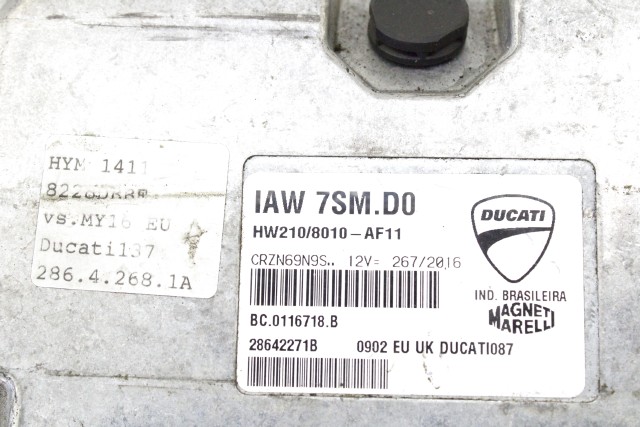 HYM 1411
vs.MY16 EU
Ducati137
286.4.268.1A
IAW 7SM.D0
HW210/8010-AF11
CRZN69N9S.. 12V= 267/2016
BC.0116718.B
28642271B 0902 EU UK DUCATI087
DUCATI
IND. BRASILEIRA
MAGNETI
MARELLI